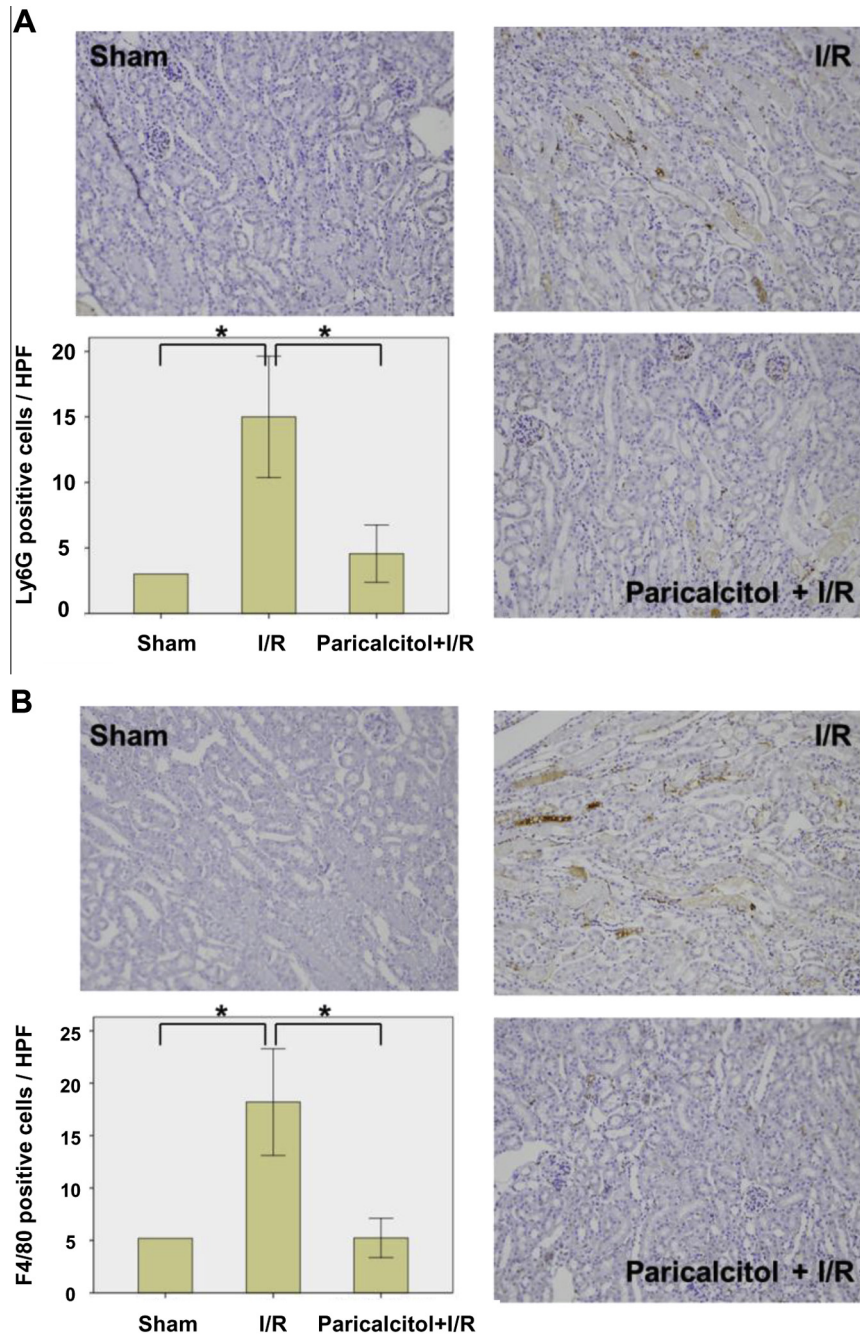 A
Sham
I/R
*
*
20
15
10
5
0
Ly6G positive cells / HPF
Sham I/R Paricalcitol+I/R
Paricalcitol + I/R
B
Sham
I/R
*
*
25
20
15
10
5
0
F4/80 positive cells / HPF
Sham I/R Paricalcitol+I/R
Paricalcitol + I/R